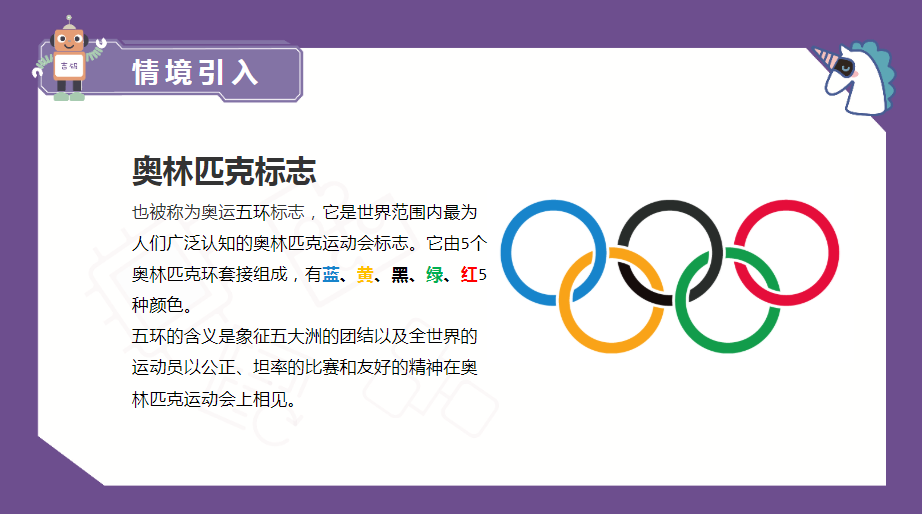 情境引入
奥林匹克标志
也被称为奥运五环标志，它是世界范围内最为
人们广泛认知的奥林匹克运动会标志。它由5个
奥林匹克环套接组成，有蓝、黄、黑、绿、红5
种颜色。
五环的含义是象征五大洲的团结以及全世界的
运动员以公正、坦率的比赛和友好的精神在奥
林匹克运动会上相见。